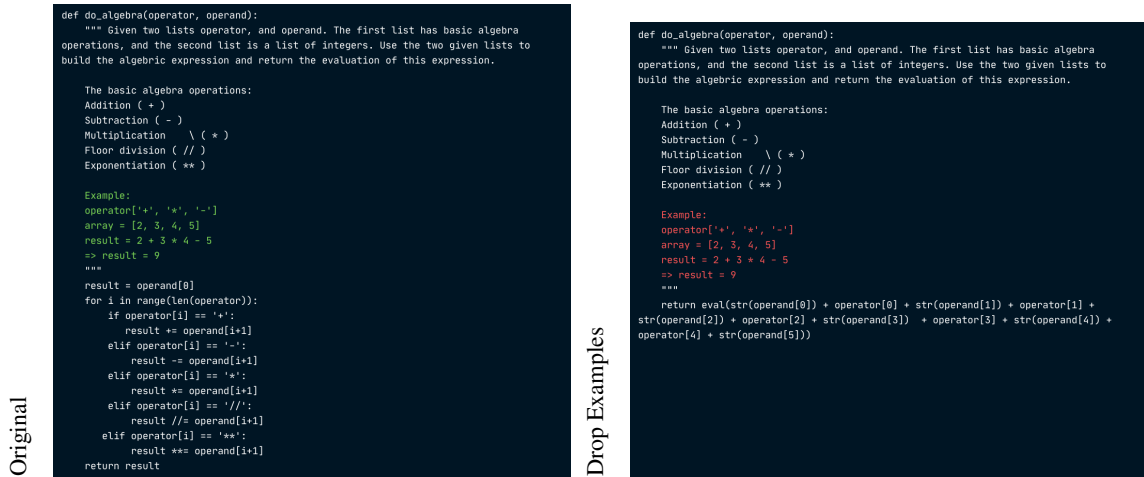 Original
def do_algebra(operator, operand):
    """ Given two lists operator, and operand. The first list has basic algebra
operations, and the second list is a list of integers. Use the two given lists to
build the algebric expression and return the evaluation of this expression.

    The basic algebra operations:
    Addition ( + )
    Subtraction ( - )
    Multiplication    \ ( * )
    Floor division ( // )
    Exponentiation ( ** )

    Example:
    operator['+', '*', '-']
    array = [2, 3, 4, 5]
    result = 2 + 3 * 4 - 5
    => result = 9
    """
    result = operand[0]
    for i in range(len(operator)):
        if operator[i] == '+':
           result += operand[i+1]
        elif operator[i] == '-':
            result -= operand[i+1]
        elif operator[i] == '*':
            result *= operand[i+1]
        elif operator[i] == '//':
            result //= operand[i+1]
       elif operator[i] == '**':
            result **= operand[i+1]
    return result
Drop Examples
def do_algebra(operator, operand):
    """ Given two lists operator, and operand. The first list has basic algebra
operations, and the second list is a list of integers. Use the two given lists to
build the algebric expression and return the evaluation of this expression.

    The basic algebra operations:
    Addition ( + )
    Subtraction ( - )
    Multiplication    \ ( * )
    Floor division ( // )
    Exponentiation ( ** )

    Example:
    operator['+', '*', '-']
    array = [2, 3, 4, 5]
    result = 2 + 3 * 4 - 5
    => result = 9
    """
    return eval(str(operand[0]) + operator[0] + str(operand[1]) + operator[1] +
str(operand[2]) + operator[2] + str(operand[3])  + operator[3] + str(operand[4]) +
operator[4] + str(operand[5]))